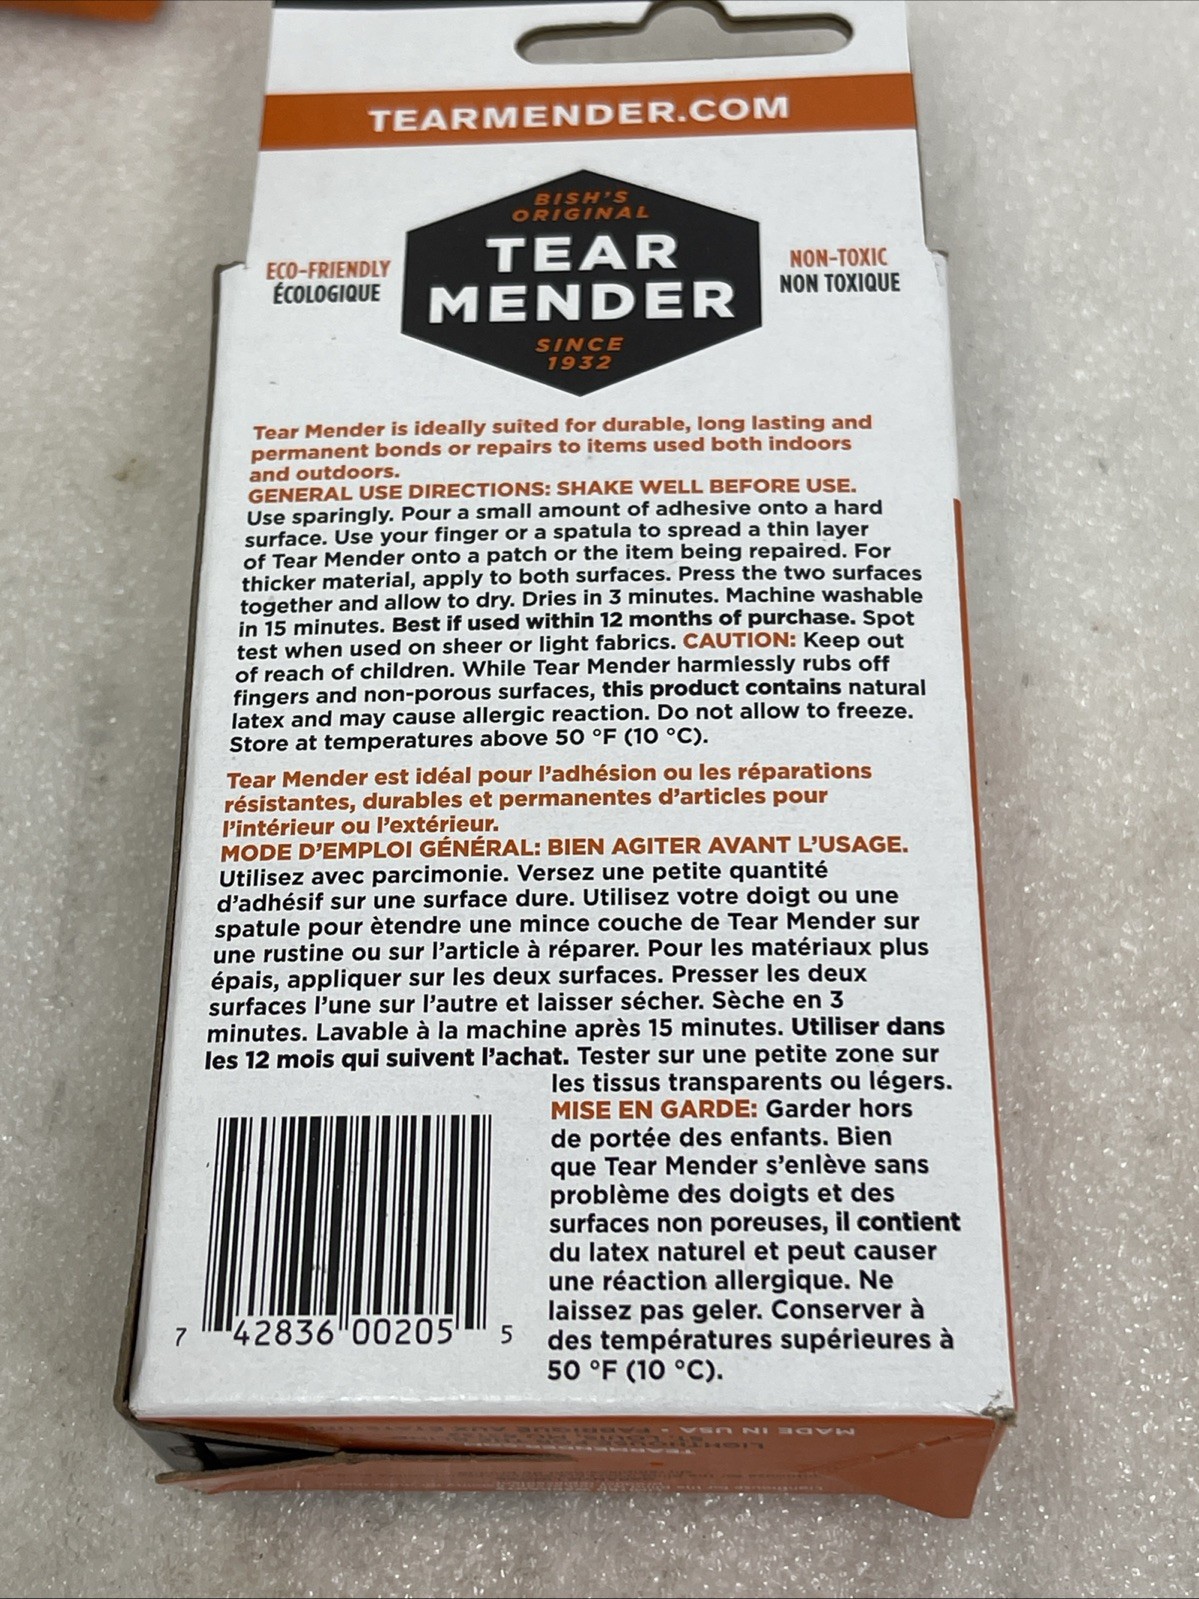 TEARMENDER.COM
BISH'S
ORIGINAL
TEAR
MENDER
SINCE
1932
ECO-FRIENDLY
ÉCOLOGIQUE
NON-TOXIC
NON TOXIQUE
Tear Mender is ideally suited for durable, long lasting and
permanent bonds or repairs to items used both indoors
and outdoors.
GENERAL USE DIRECTIONS: SHAKE WELL BEFORE USE.
Use sparingly. Pour a small amount of adhesive onto a hard
surface. Use your finger or a spatula to spread a thin layer
of Tear Mender onto a patch or the item being repaired. For
thicker material, apply to both surfaces. Press the two surfaces
together and allow to dry. Dries in 3 minutes. Machine washable
in 15 minutes. Best if used within 12 months of purchase. Spot
test when used on sheer or light fabrics. CAUTION: Keep out
of reach of children. While Tear Mender harmlessly rubs off
fingers and non-porous surfaces, this product contains natural
latex and may cause allergic reaction. Do not allow to freeze.
Store at temperatures above 50 °F (10 °C).
Tear Mender est idéal pour l'adhésion ou les réparations
résistantes, durables et permanentes d'articles pour
l'intérieur ou l'extérieur.
MODE D'EMPLOI GÉNÉRAL: BIEN AGITER AVANT L'USAGE.
Utilisez avec parcimonie. Versez une petite quantité
d'adhésif sur une surface dure. Utilisez votre doigt ou une
spatule pour ètendre une mince couche de Tear Mender sur
une rustine ou sur l'article à réparer. Pour les matériaux plus
épais, appliquer sur les deux surfaces. Presser les deux
surfaces l'une sur l'autre et laisser sécher. Sèche en 3
minutes. Lavable à la machine après 15 minutes. Utiliser dans
les 12 mois qui suivent l'achat. Tester sur une petite zone sur
les tissus transparents ou légers.
MISE EN GARDE: Garder hors
de portée des enfants. Bien
que Tear Mender s'enlève sans
problème des doigts et des
surfaces non poreuses, il contient
du latex naturel et peut causer
une réaction allergique. Ne
laissez pas geler. Conserver à
des températures supérieures à
50 °F (10 °C).
7 42836 00205 5
MADE IN USA